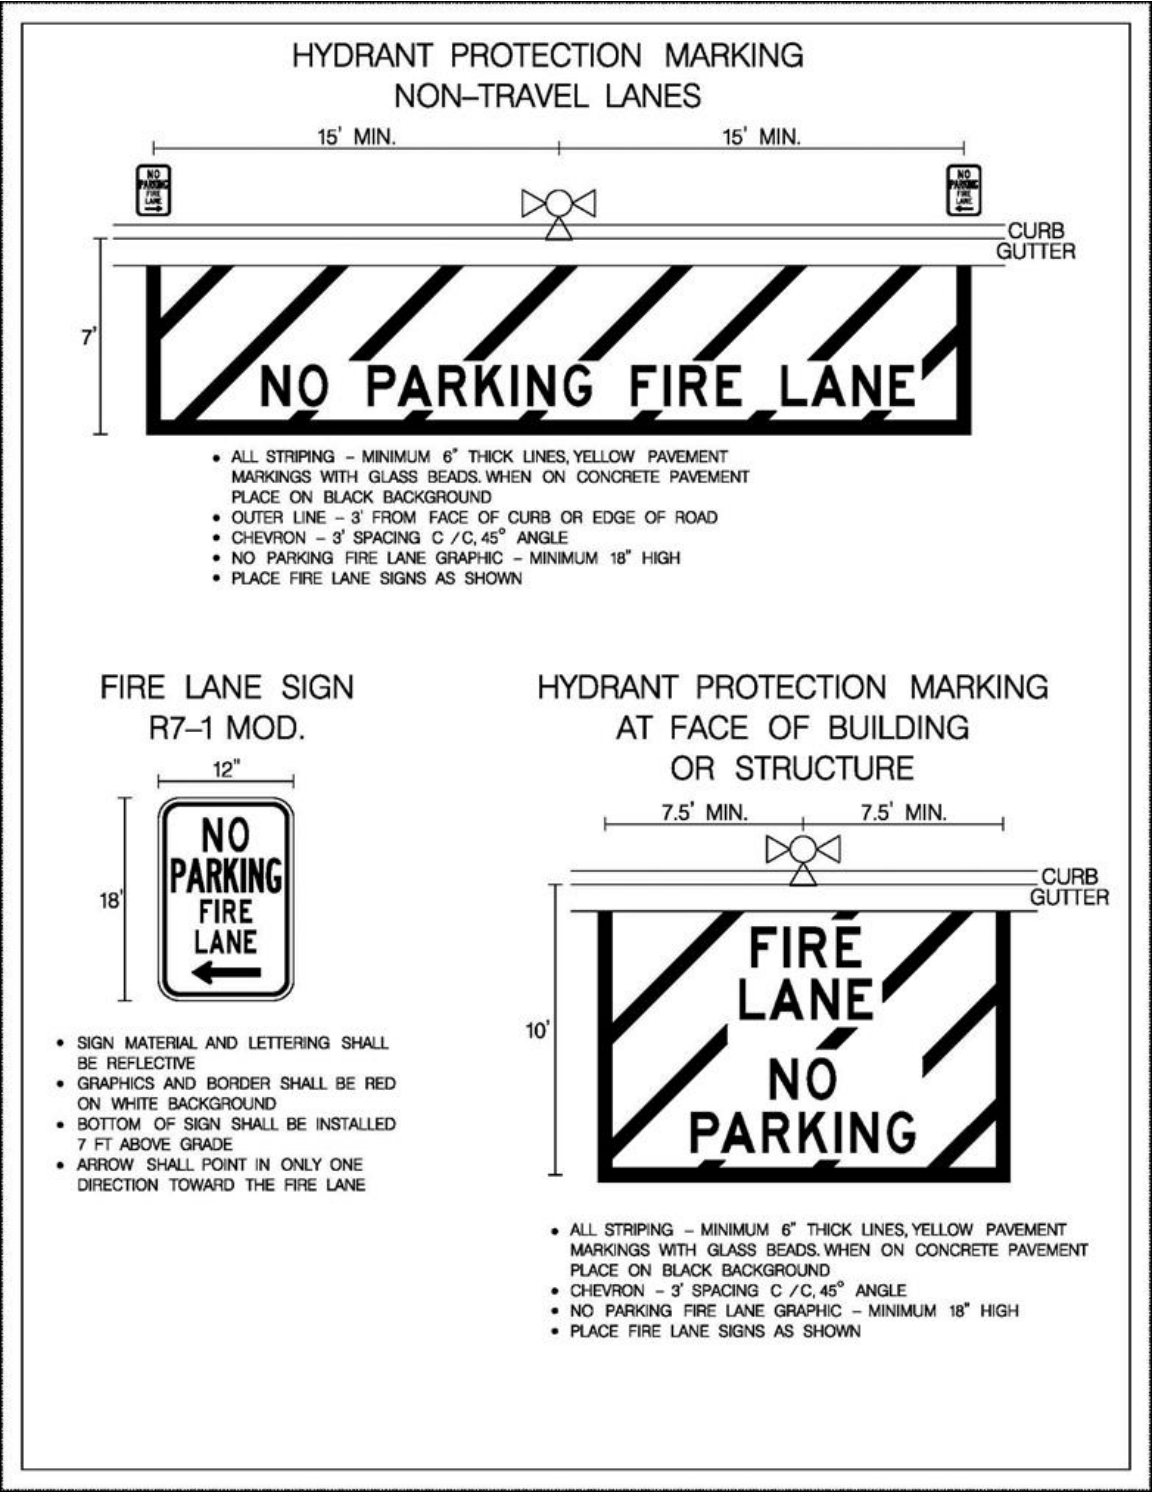 HYDRANT PROTECTION MARKING
NON-TRAVEL LANES
15' MIN.
15' MIN.
NO
PARKING
FIRE
LANE
NO
PARKING
FIRE
LANE
CURB
GUTTER
7'
NO PARKING FIRE LANE
• ALL STRIPING - MINIMUM 6" THICK LINES, YELLOW PAVEMENT
MARKINGS WITH GLASS BEADS. WHEN ON CONCRETE PAVEMENT
PLACE ON BLACK BACKGROUND
• OUTER LINE - 3' FROM FACE OF CURB OR EDGE OF ROAD
• CHEVRON - 3' SPACING C /C, 45° ANGLE
• NO PARKING FIRE LANE GRAPHIC - MINIMUM 18" HIGH
• PLACE FIRE LANE SIGNS AS SHOWN
FIRE LANE SIGN
R7-1 MOD.
12"
18'
NO
PARKING
FIRE
LANE
• SIGN MATERIAL AND LETTERING SHALL
BE REFLECTIVE
• GRAPHICS AND BORDER SHALL BE RED
ON WHITE BACKGROUND
• BOTTOM OF SIGN SHALL BE INSTALLED
7 FT ABOVE GRADE
• ARROW SHALL POINT IN ONLY ONE
DIRECTION TOWARD THE FIRE LANE
HYDRANT PROTECTION MARKING
AT FACE OF BUILDING
OR STRUCTURE
7.5' MIN.
7.5' MIN.
CURB
GUTTER
10'
FIRE
LANE
NO
PARKING
• ALL STRIPING - MINIMUM 6" THICK LINES, YELLOW PAVEMENT
MARKINGS WITH GLASS BEADS. WHEN ON CONCRETE PAVEMENT
PLACE ON BLACK BACKGROUND
• CHEVRON - 3' SPACING C /C, 45° ANGLE
• NO PARKING FIRE LANE GRAPHIC - MINIMUM 18" HIGH
• PLACE FIRE LANE SIGNS AS SHOWN